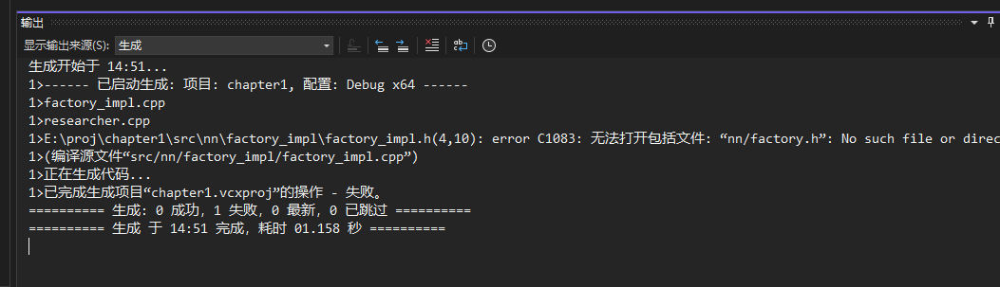 输出
显示输出来源(S): 生成
生成开始于 14:51...
1>------ 已启动生成: 项目: chapter1, 配置: Debug x64 ------
1>factory_impl.cpp
1>researcher.cpp
1>E:\proj\chapter1\src\nn\factory_impl\factory_impl.h(4,10): error C1083: 无法打开包括文件: “nn/factory.h”: No such file or direc
1>(编译源文件“src/nn/factory_impl/factory_impl.cpp”)
1>正在生成代码...
1>已完成生成项目“chapter1.vcxproj”的操作 - 失败。
========== 生成: 0 成功，1 失败，0 最新，0 已跳过 ==========
========== 生成 于 14:51 完成，耗时 01.158 秒 ==========